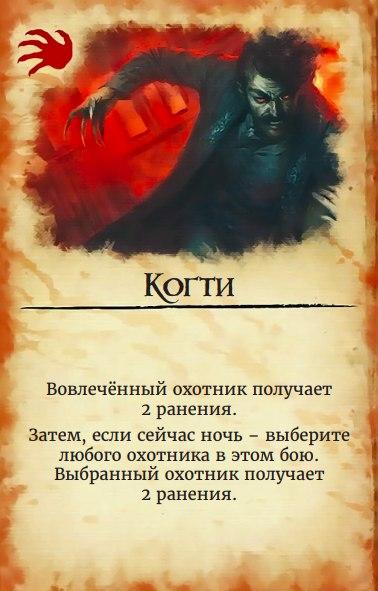 Когти
Вовлечённый охотник получает
2 ранения.
Затем, если сейчас ночь – выберите
любого охотника в этом бою.
Выбранный охотник получает
2 ранения.